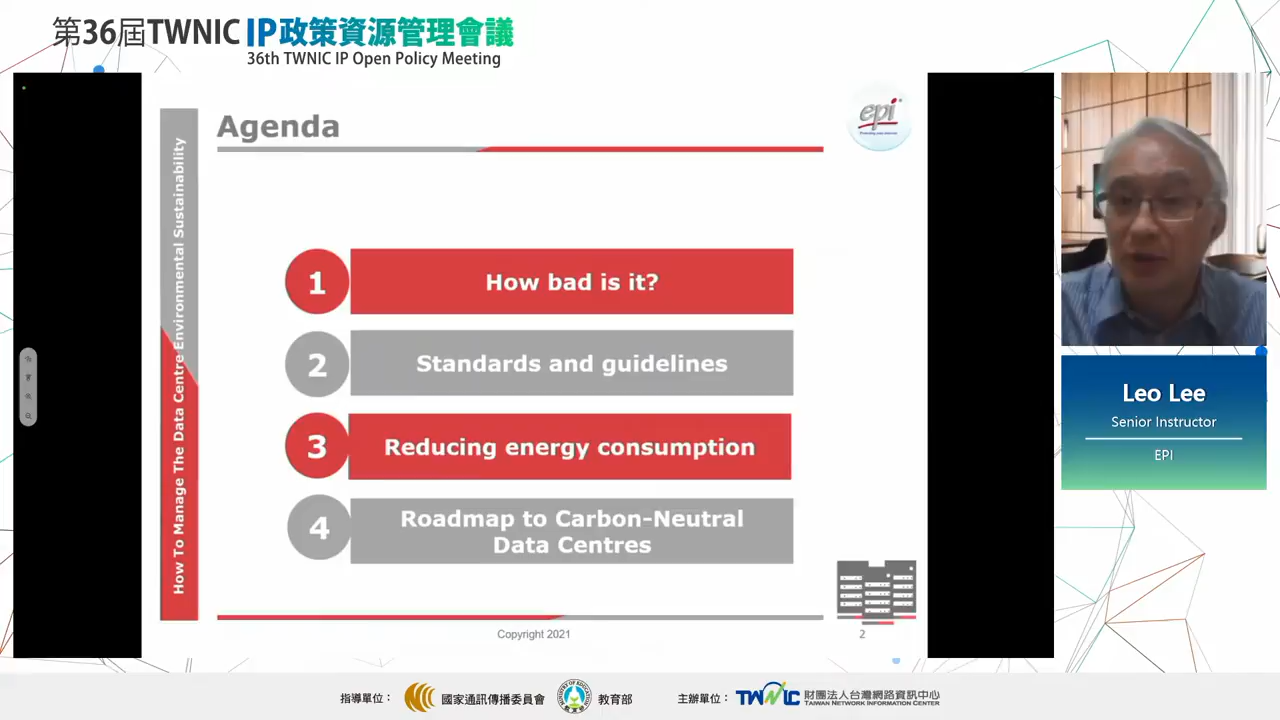 第36屆TWNIC IP政策資源管理會議
36th TWNIC IP Open Policy Meeting
How To Manage The Data Centre Environmental Sustainability
Agenda
epi
1 How bad is it?
2 Standards and guidelines
3 Reducing energy consumption
4 Roadmap to Carbon-Neutral
Data Centres
Copyright 2021
2
Leo Lee
Senior Instructor
EPI
指導單位：
國家通訊傳播委員會
教育部
主辦單位：
TWNIC
財團法人台灣網路資訊中心
TAIWAN NETWORK INFORMATION CENTER